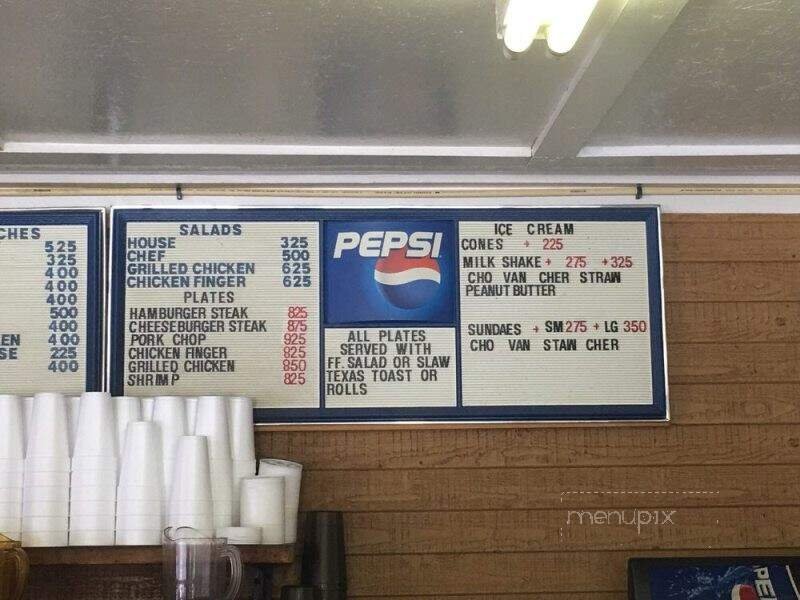 CHES
525
325
400
400
400
500
400
EN 400
SE 225
400
SALADS
HOUSE 325
CHEF 500
GRILLED CHICKEN 625
CHICKEN FINGER 625
PLATES
HAMBURGER STEAK 825
CHEESEBURGER STEAK 875
PORK CHOP 925
CHICKEN FINGER 825
GRILLED CHICKEN 850
SHRIMP 825
PEPSI
ALL PLATES
SERVED WITH
FF. SALAD OR SLAW
TEXAS TOAST OR
ROLLS
ICE CREAM
CONES + 225
MILK SHAKE + 275 + 325
CHO VAN CHER STRAW
PEANUT BUTTER
SUNDAES + SM 275 + LG 350
CHO VAN STAW CHER
menupix
PE